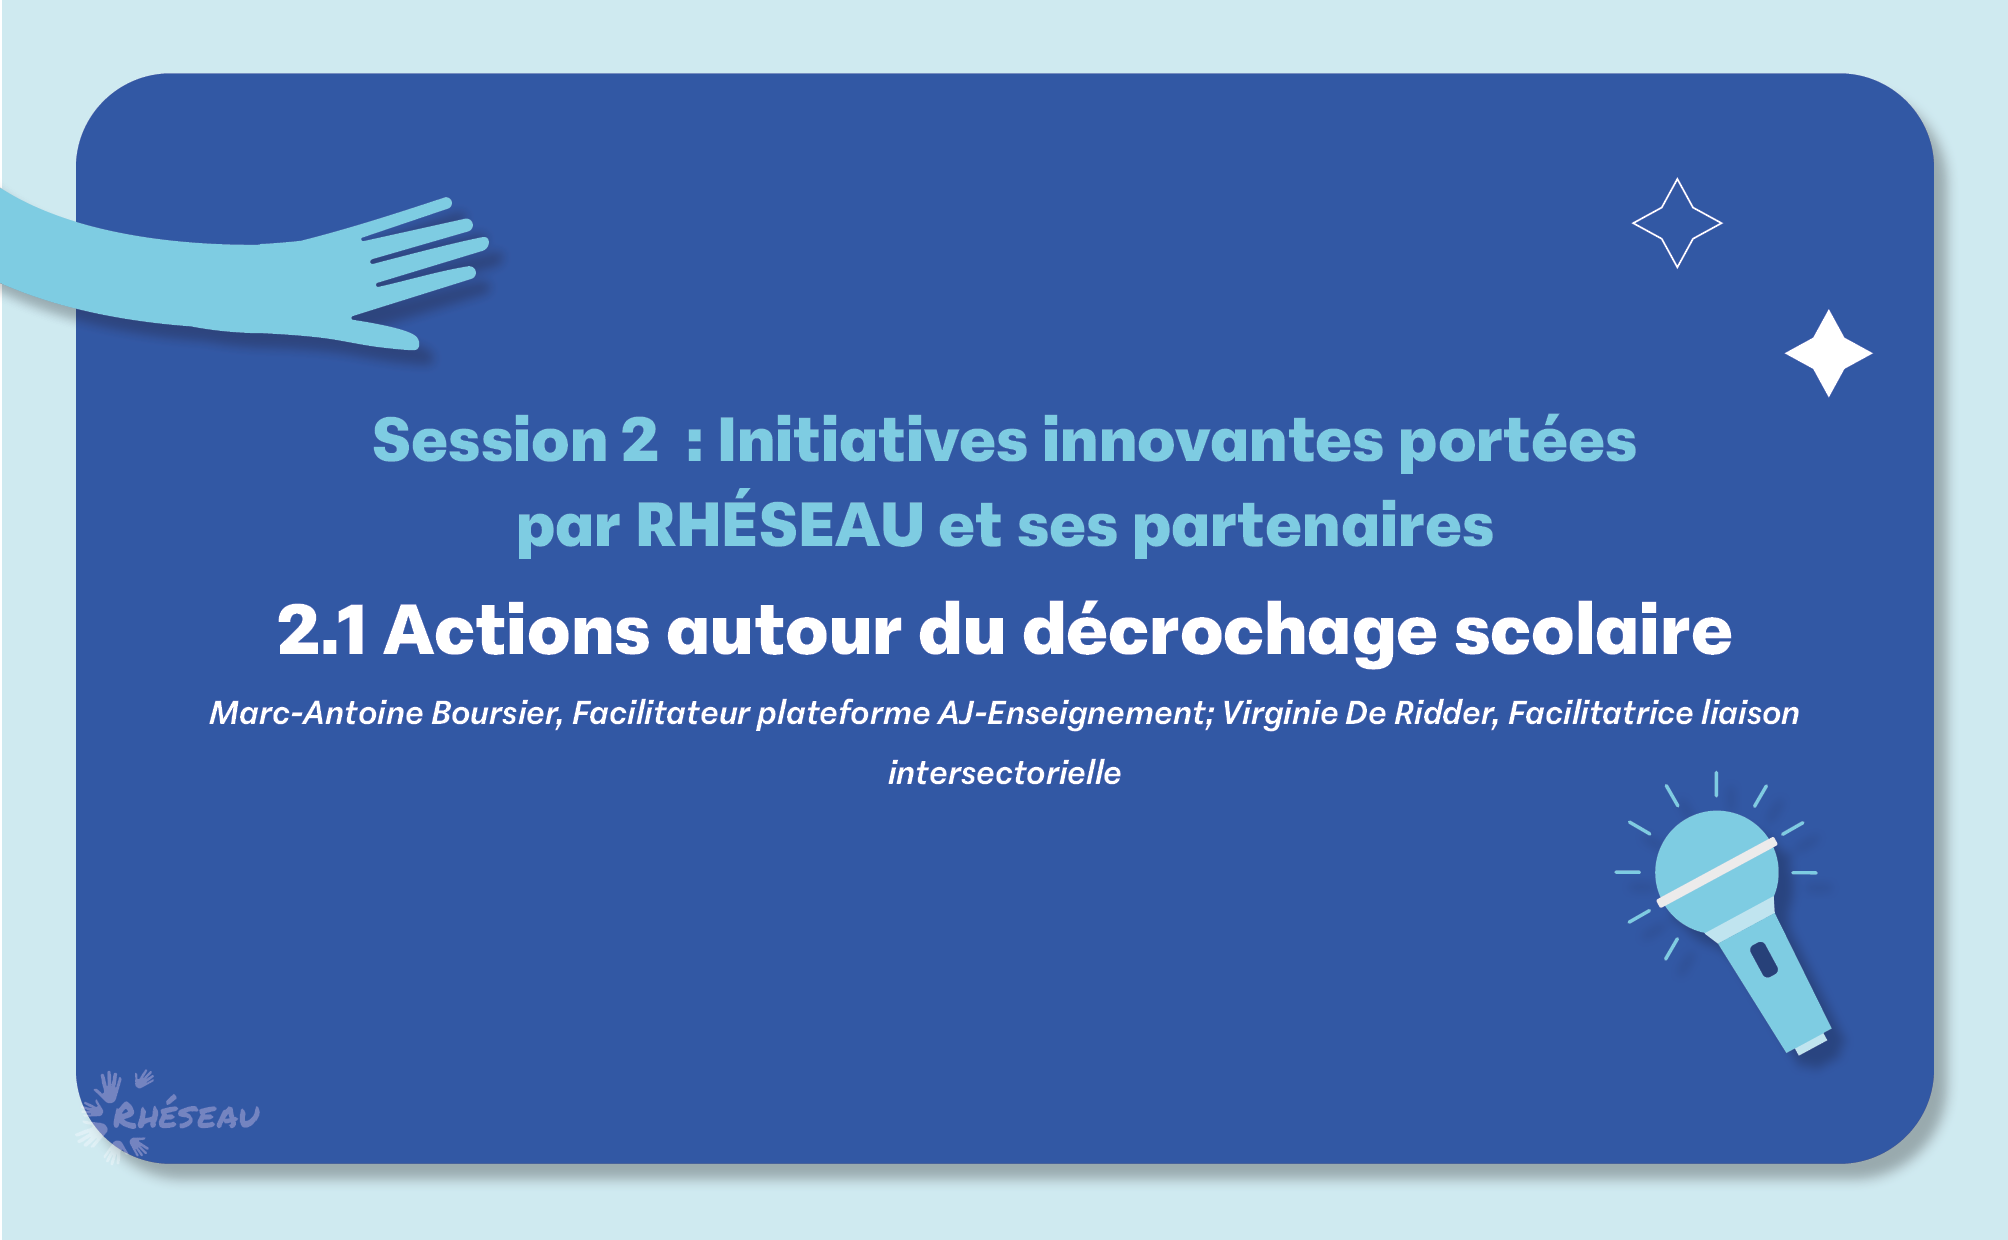 Session 2  : Initiatives innovantes portées
par RHÉSEAU et ses partenaires
2.1 Actions autour du décrochage scolaire
Marc-Antoine Boursier, Facilitateur plateforme AJ-Enseignement; Virginie De Ridder, Facilitatrice liaison
intersectorielle
RHÉSEAU